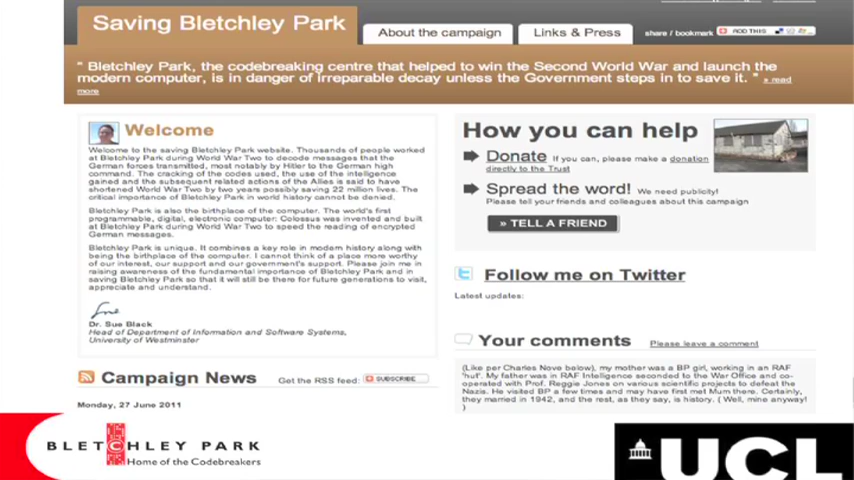 Saving Bletchley Park
About the campaign
Links & Press
share / bookmark
ADD THIS
" Bletchley Park, the codebreaking centre that helped to win the Second World War and launch the
modern computer, is in danger of irreparable decay unless the Government steps in to save it. " » read
more
Welcome
Welcome to the saving Bletchley Park website. Thousands of people worked
at Bletchley Park during World War Two to decode messages that the
German forces transmitted, most notably by Hitler to the German high
command. The cracking of the codes used, the use of the intelligence
gained and the subsequent related actions of the Allies is said to have
shortened World War Two by two years possibly saving 22 million lives. The
critical importance of Bletchley Park in world history cannot be denied.
Bletchley Park is also the birthplace of the computer. The world's first
programmable, digital, electronic computer: Colossus was invented and built
at Bletchley Park during World War Two to speed the reading of encrypted
German messages.
Bletchley Park is unique. It combines a key role in modern history along with
being the birthplace of the computer. I cannot think of a place more worthy
of our interest, our support and our government's support. Please join me in
raising awareness of the fundamental importance of Bletchley Park and in
saving Bletchley Park so that it will still be there for future generations to visit,
appreciate and understand.
Dr. Sue Black
Head of Department of Information and Software Systems,
University of Westminster
Campaign News
Get the RSS feed:
SUBSCRIBE
Monday, 27 June 2011
How you can help
Donate If you can, please make a donation
directly to the Trust
Spread the word! We need publicity!
Please tell your friends and colleagues about this campaign
» TELL A FRIEND
Follow me on Twitter
Latest updates:
Your comments
Please leave a comment
(Like per Charles Nove below), my mother was a BP girl, working in an RAF
'hut'. My father was in RAF Intelligence seconded to the War Office and co-
operated with Prof. Reggie Jones on various scientific projects to defeat the
Nazis. He visited BP a few times and may have first met Mum there. Certainly,
they married in 1942, and the rest, as they say, is history. ( Well, mine anyway!
)
BLETCHLEY PARK
Home of the Codebreakers
UCL